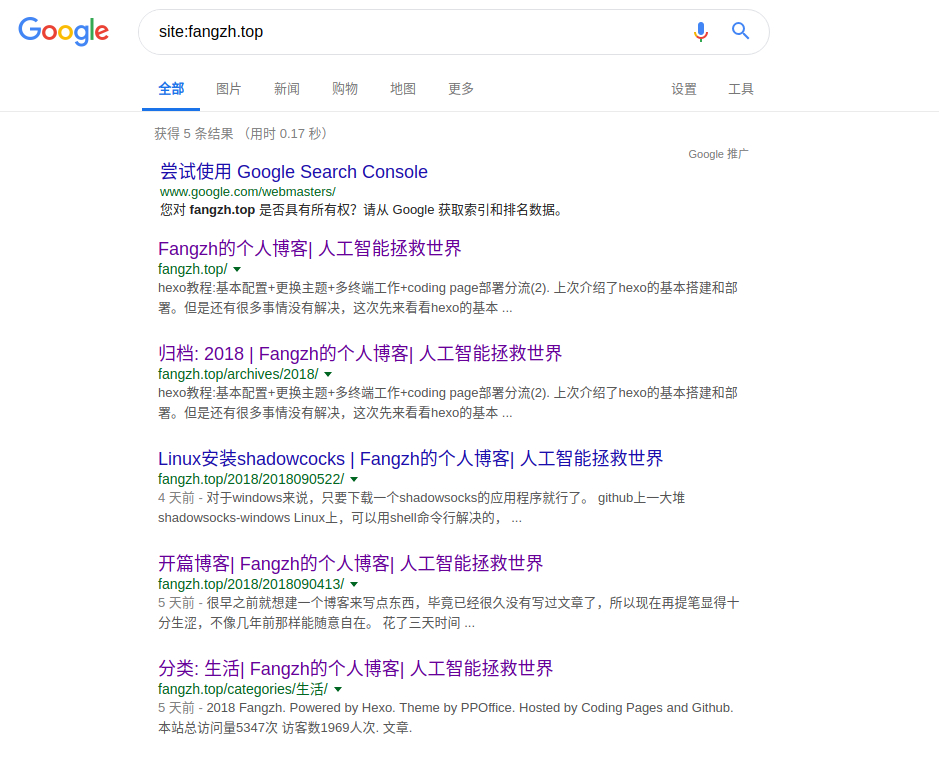 Google site:fangzh.top
全部 图片 新闻 购物 地图 更多 设置 工具
获得 5 条结果 （用时 0.17 秒）
Google 推广
尝试使用 Google Search Console
www.google.com/webmasters/
您对 fangzh.top 是否具有所有权？请从 Google 获取索引和排名数据。
Fangzh的个人博客| 人工智能拯救世界
fangzh.top/
hexo教程:基本配置+更换主题+多终端工作+coding page部署分流(2). 上次介绍了hexo的基本搭建和部
署。但是还有很多事情没有解决，这次先来看看hexo的基本 ...
归档: 2018 | Fangzh的个人博客| 人工智能拯救世界
fangzh.top/archives/2018/
hexo教程:基本配置+更换主题+多终端工作+coding page部署分流(2). 上次介绍了hexo的基本搭建和部
署。但是还有很多事情没有解决，这次先来看看hexo的基本 ...
Linux安装shadowcocks | Fangzh的个人博客| 人工智能拯救世界
fangzh.top/2018/2018090522/
4 天前 - 对于windows来说，只要下载一个shadowsocks的应用程序就行了。 github上一大堆
shadowsocks-windows Linux上，可以用shell命令行解决的， ...
开篇博客| Fangzh的个人博客| 人工智能拯救世界
fangzh.top/2018/2018090413/
5 天前 - 很早之前就想建一个博客来写点东西，毕竟已经很久没有写过文章了，所以现在再提笔显得十
分生涩，不像几年前那样能随意自在。 花了三天时间 ...
分类: 生活| Fangzh的个人博客| 人工智能拯救世界
fangzh.top/categories/生活/
5 天前 - 2018 Fangzh. Powered by Hexo. Theme by PPOffice. Hosted by Coding Pages and Github.
本站总访问量5347次 访客数1969人次. 文章.